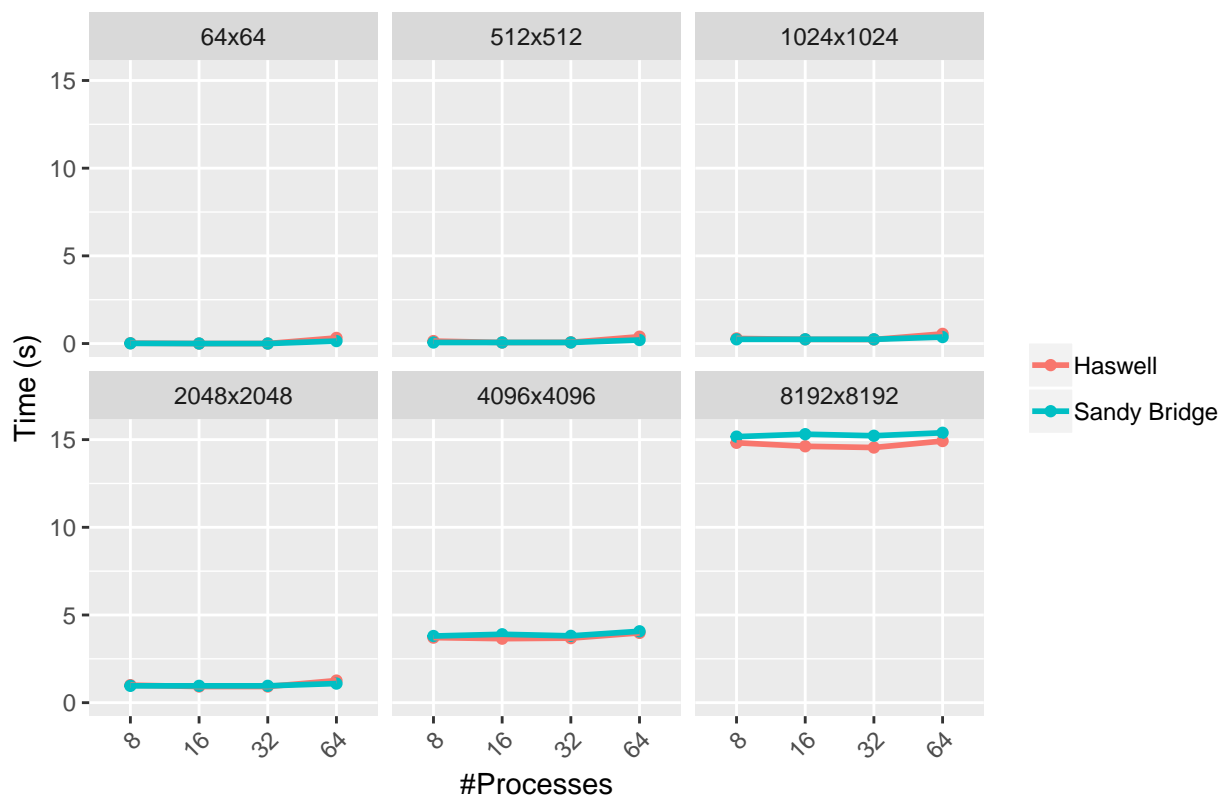 64x64
512x512
1024x1024
15
10
5
0
2048x2048
4096x4096
8192x8192
15
10
5
0
8
16
32
64
8
16
32
64
8
16
32
64
#Processes
Time (s)
Haswell
Sandy Bridge